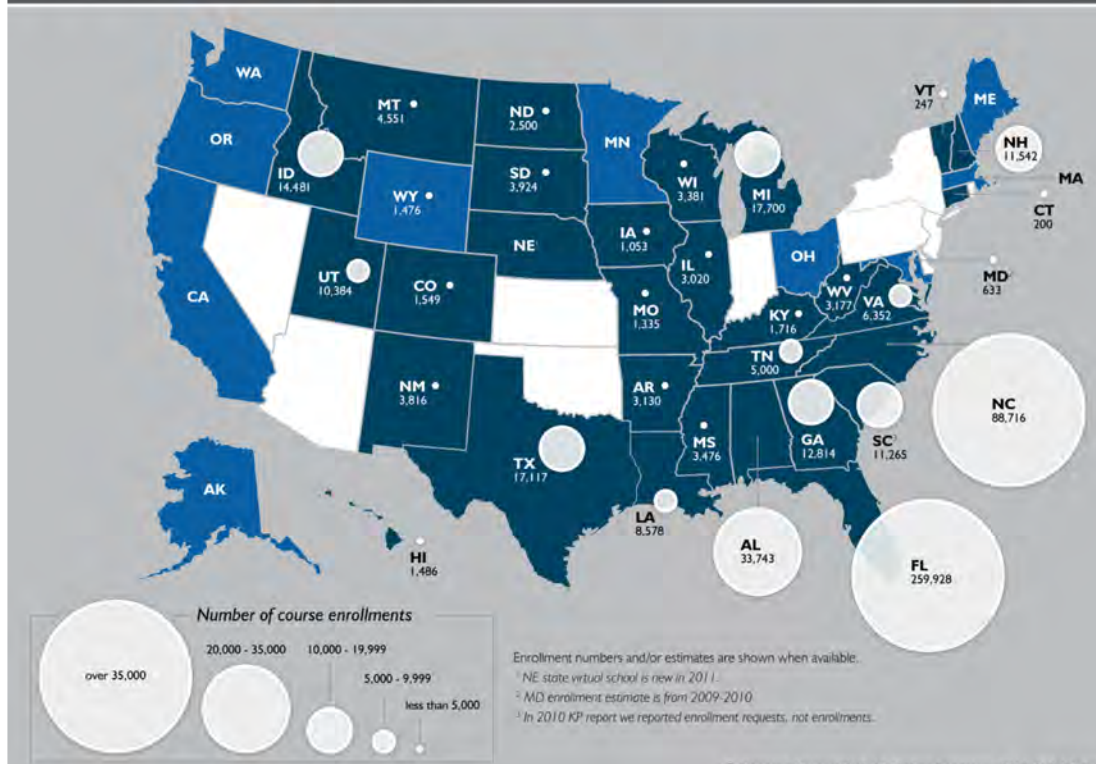 WA
OR
CA
AK
MT
4,551
ID
14,481
WY
1,476
UT
10,384
CO
1,549
NM
3,816
ND
2,500
SD
3,924
NE¹
TX
17,117
HI
1,486
MN
IA
1,053
MO
1,335
AR
3,130
LA
8,578
WI
3,381
IL
3,020
MS
3,476
MI
17,700
OH
KY
1,716
TN
5,000
AL
33,743
GA
12,814
WV
3,177
VA
6,352
SC³
11,265
NC
88,716
FL
259,928
VT
247
ME
NH
11,542
MA
CT
200
MD²
633
Number of course enrollments
over 35,000
20,000 - 35,000
10,000 - 19,999
5,000 - 9,999
less than 5,000
Enrollment numbers and/or estimates are shown when available.
¹ NE state virtual school is new in 2011.
² MD enrollment estimate is from 2009-2010
³ In 2010 KP report we reported enrollment requests, not enrollments.